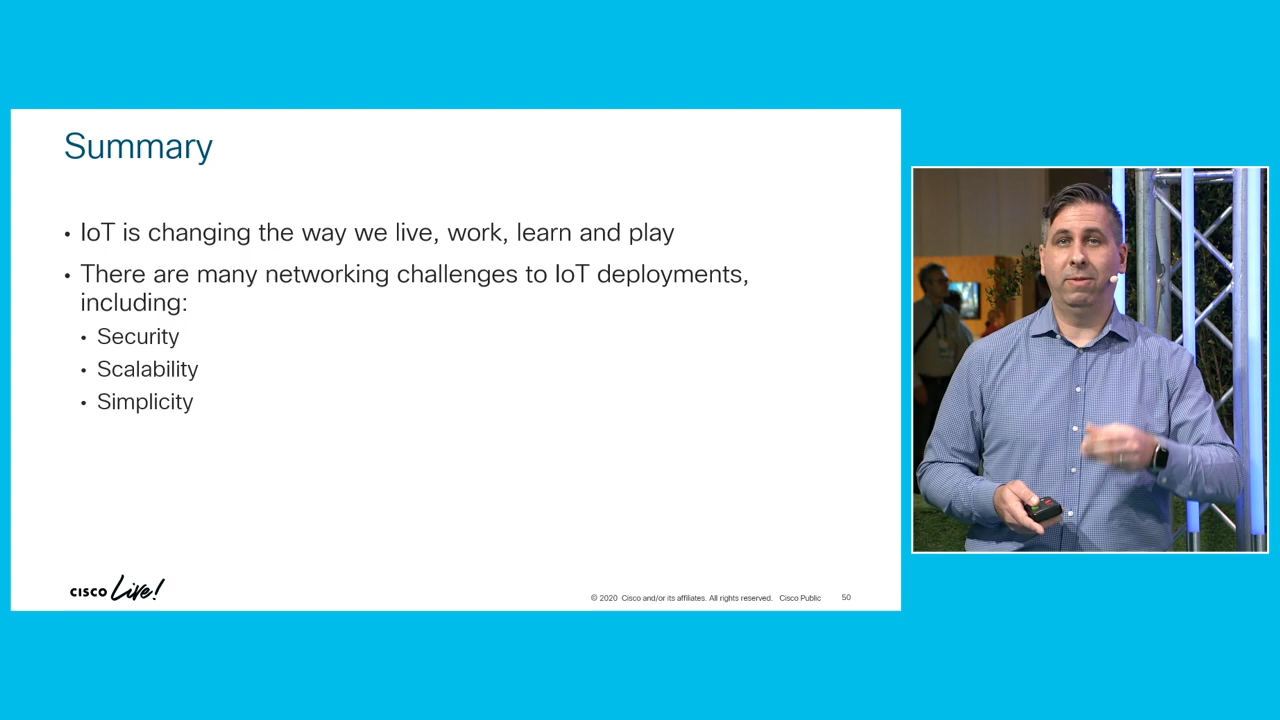 Summary
• IoT is changing the way we live, work, learn and play
• There are many networking challenges to IoT deployments,
including:
• Security
• Scalability
• Simplicity
CISCO Live!
© 2020 Cisco and/or its affiliates. All rights reserved. Cisco Public 50